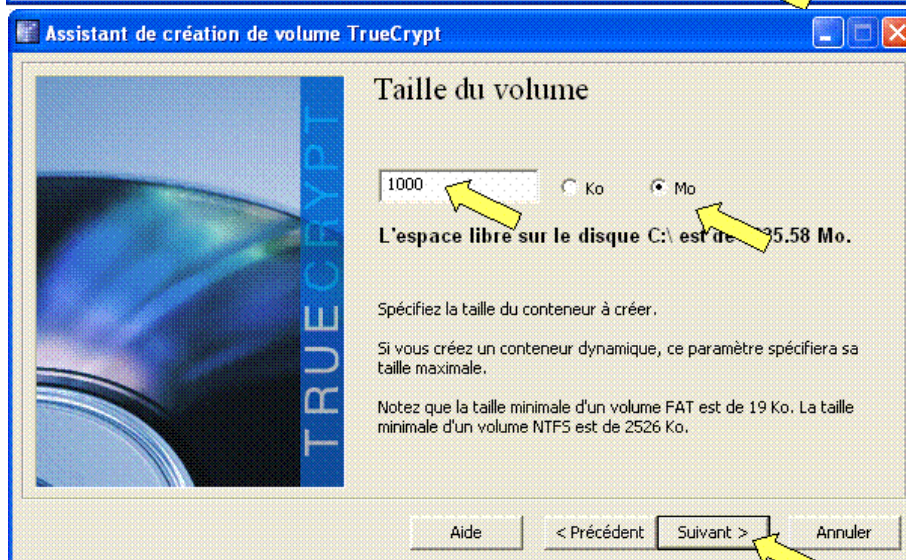 Assistant de création de volume TrueCrypt
TRUECRYPT
Taille du volume
1000
Ko
Mo
L'espace libre sur le disque C:\ est de 35.58 Mo.
Spécifiez la taille du conteneur à créer.
Si vous créez un conteneur dynamique, ce paramètre spécifiera sa
taille maximale.
Notez que la taille minimale d'un volume FAT est de 19 Ko. La taille
minimale d'un volume NTFS est de 2526 Ko.
Aide
< Précédent
Suivant >
Annuler